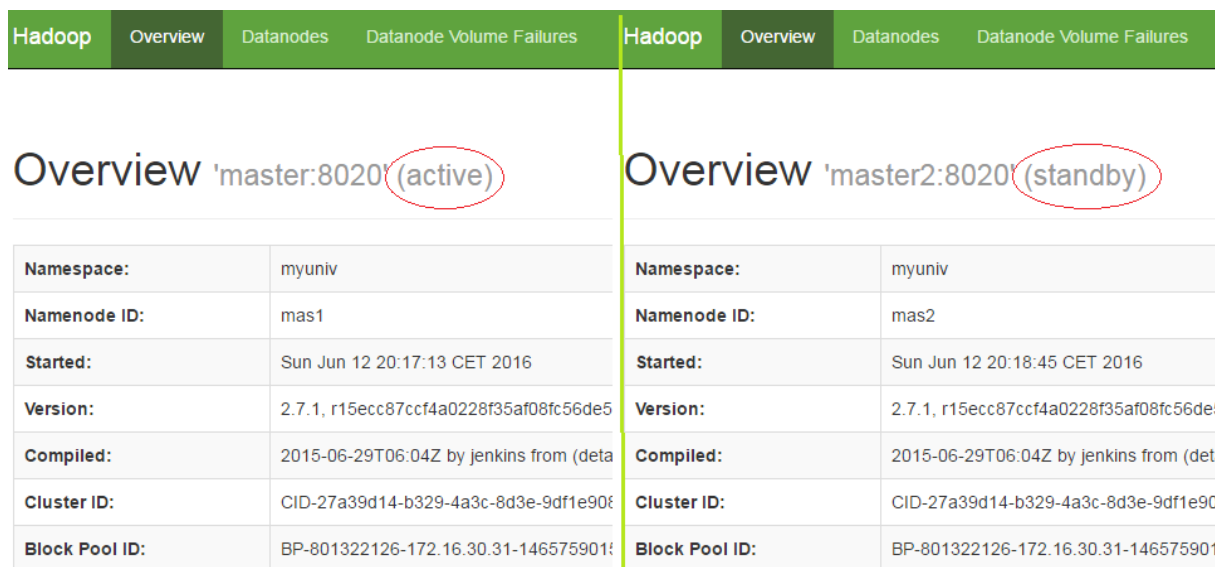 Hadoop Overview Datanodes Datanode Volume Failures
Overview 'master:8020' (active)
Namespace: myuniv
Namenode ID: mas1
Started: Sun Jun 12 20:17:13 CET 2016
Version: 2.7.1, r15ecc87ccf4a0228f35af08fc56de5
Compiled: 2015-06-29T06:04Z by jenkins from (deta
Cluster ID: CID-27a39d14-b329-4a3c-8d3e-9df1e908
Block Pool ID: BP-801322126-172.16.30.31-1465759015
Hadoop Overview Datanodes Datanode Volume Failures
Overview 'master2:8020' (standby)
Namespace: myuniv
Namenode ID: mas2
Started: Sun Jun 12 20:18:45 CET 2016
Version: 2.7.1, r15ecc87ccf4a0228f35af08fc56de
Compiled: 2015-06-29T06:04Z by jenkins from (det
Cluster ID: CID-27a39d14-b329-4a3c-8d3e-9df1e90
Block Pool ID: BP-801322126-172.16.30.31-146575901